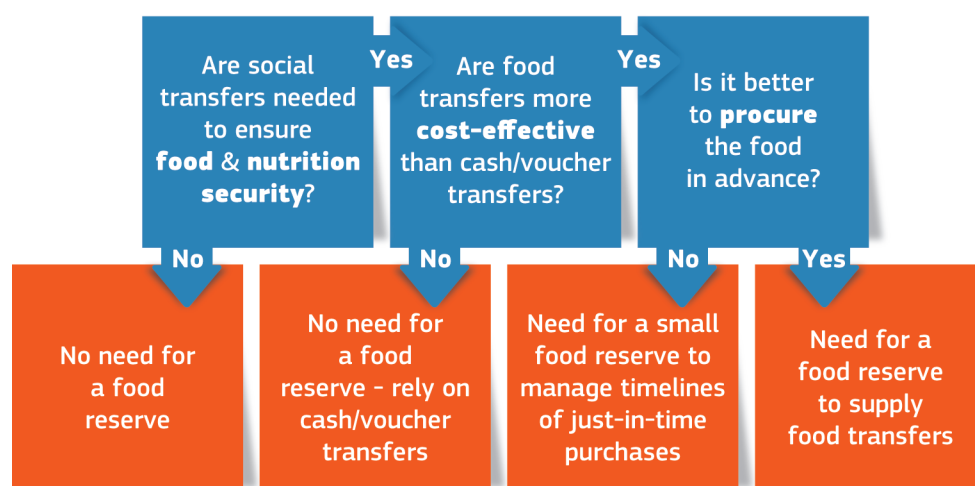 Are social
transfers needed
to ensure
food & nutrition
security?
Yes
Are food
transfers more
cost-effective
than cash/voucher
transfers?
Yes
Is it better
to procure
the food
in advance?
No
No
No
Yes
No need for
a food
reserve
No need for
a food
reserve - rely on
cash/voucher
transfers
Need for a small
food reserve to
manage timelines
of just-in-time
purchases
Need for a
food reserve
to supply
food transfers